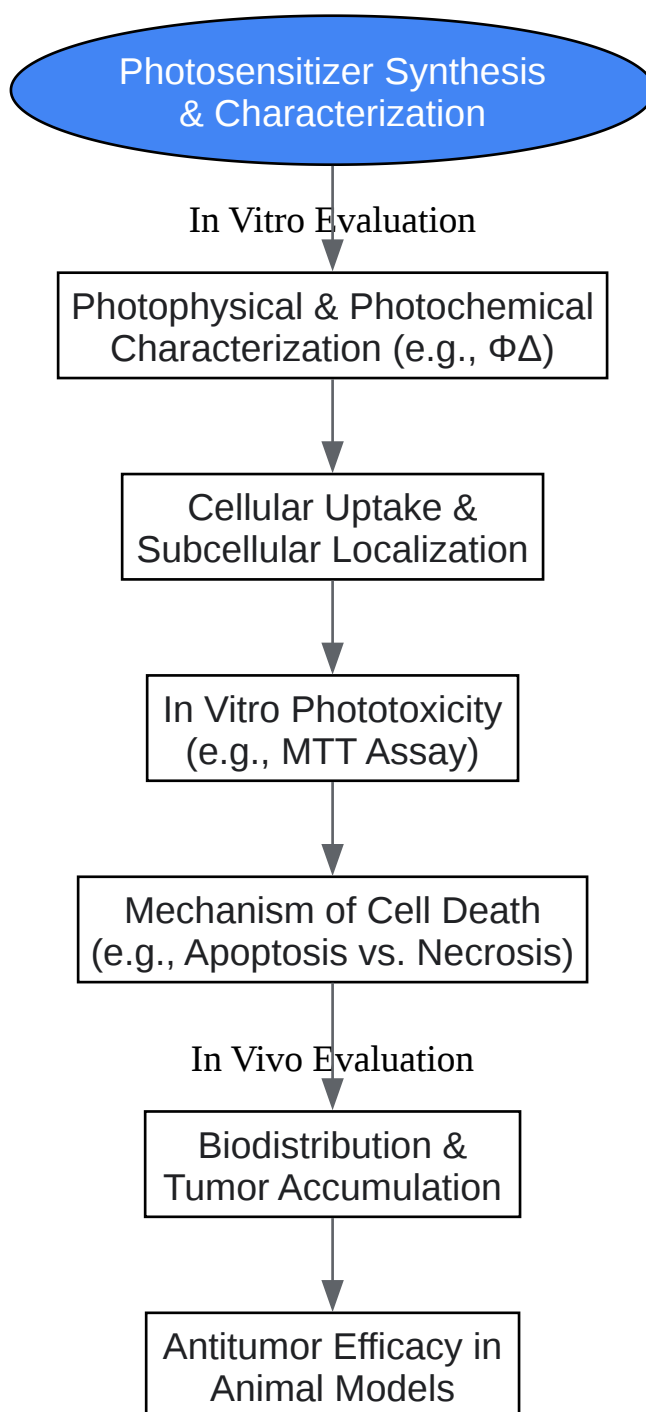 Photosensitizer Synthesis
& Characterization
In Vitro Evaluation
Photophysical & Photochemical
Characterization (e.g., ΦΔ)
Cellular Uptake &
Subcellular Localization
In Vitro Phototoxicity
(e.g., MTT Assay)
Mechanism of Cell Death
(e.g., Apoptosis vs. Necrosis)
In Vivo Evaluation
Biodistribution &
Tumor Accumulation
Antitumor Efficacy in
Animal Models